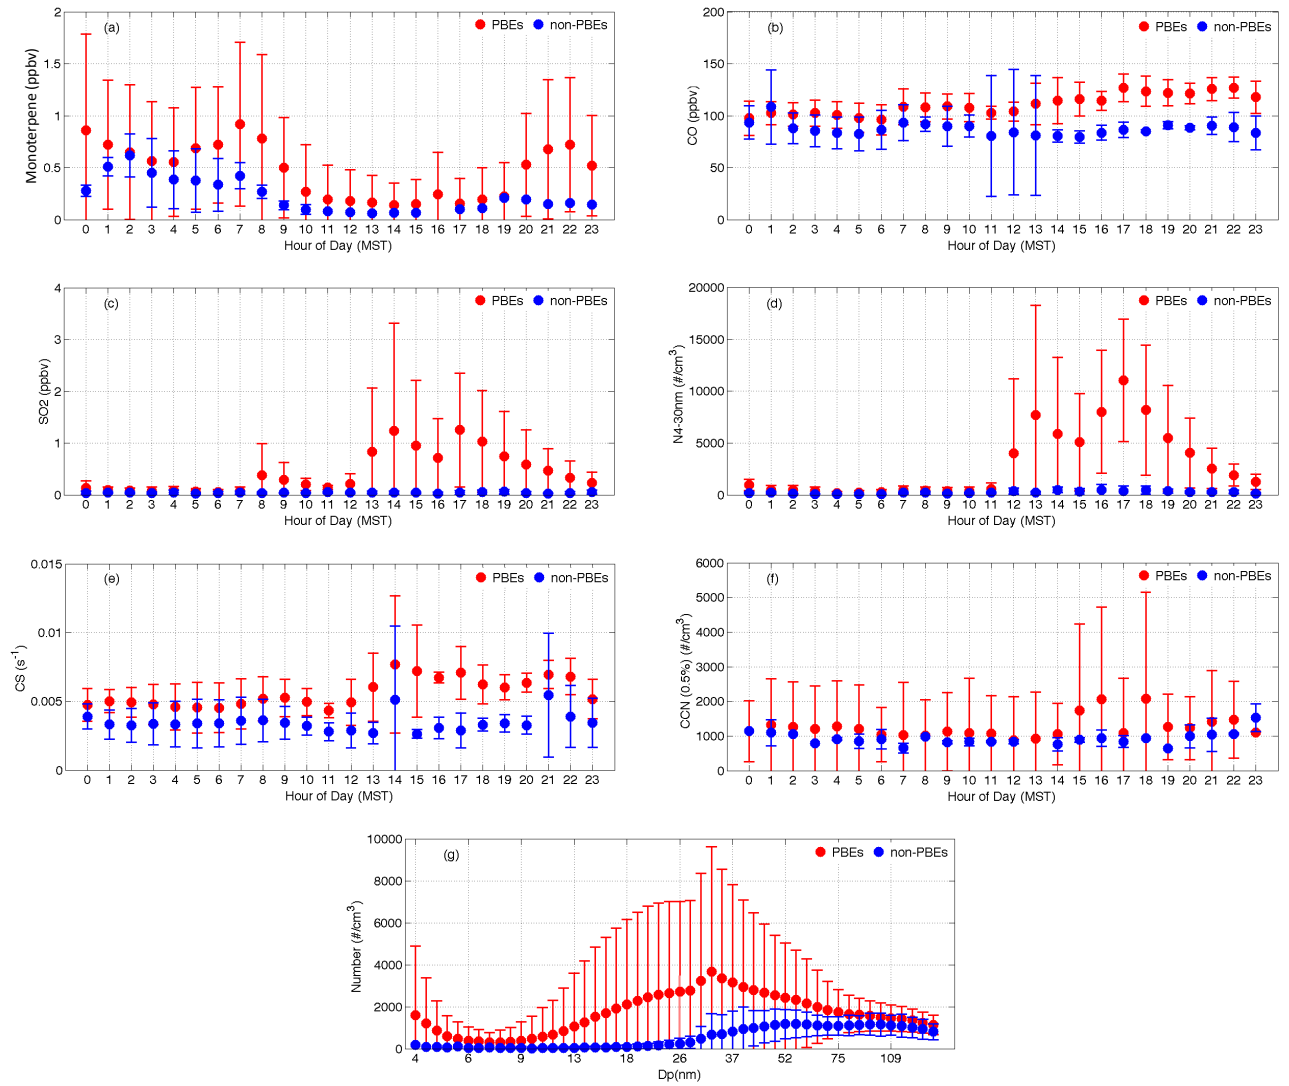 (a)
PBEs non-PBEs
Monoterpene (ppbv)
2
1.5
1
0.5
0
0 1 2 3 4 5 6 7 8 9 10 11 12 13 14 15 16 17 18 19 20 21 22 23
Hour of Day (MST)
(b)
PBEs non-PBEs
CO (ppbv)
200
150
100
50
0
0 1 2 3 4 5 6 7 8 9 10 11 12 13 14 15 16 17 18 19 20 21 22 23
Hour of Day (MST)
(c)
PBEs non-PBEs
SO2 (ppbv)
4
3
2
1
0
0 1 2 3 4 5 6 7 8 9 10 11 12 13 14 15 16 17 18 19 20 21 22 23
Hour of Day (MST)
(d)
PBEs non-PBEs
N4-30nm (#/cm³)
20000
15000
10000
5000
0
0 1 2 3 4 5 6 7 8 9 10 11 12 13 14 15 16 17 18 19 20 21 22 23
Hour of Day (MST)
(e)
PBEs non-PBEs
CS (s⁻¹)
0.015
0.01
0.005
0
0 1 2 3 4 5 6 7 8 9 10 11 12 13 14 15 16 17 18 19 20 21 22 23
Hour of Day (MST)
(f)
PBEs non-PBEs
CCN (0.5%) (#/cm³)
6000
5000
4000
3000
2000
1000
0
0 1 2 3 4 5 6 7 8 9 10 11 12 13 14 15 16 17 18 19 20 21 22 23
Hour of Day (MST)
(g)
PBEs non-PBEs
Number (#/cm³)
10000
8000
6000
4000
2000
0
4 6 9 13 18 26 37 52 75 109
Dp(nm)